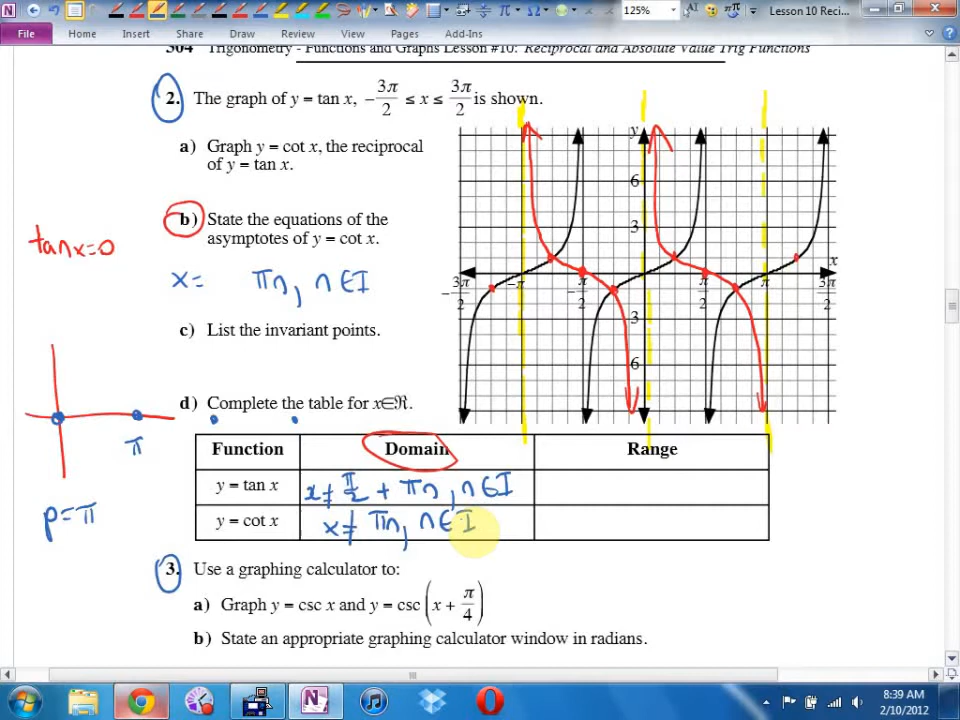 125%
Lesson 10 Reci...
File Home Insert Share Draw Review View Pages Add-Ins
304 Trigonometry - Functions and Graphs Lesson #10: Reciprocal and Absolute Value Trig Functions
2. The graph of y = tan x, -3π/2 ≤ x ≤ 3π/2 is shown.
a) Graph y = cot x, the reciprocal
of y = tan x.
b) State the equations of the
asymptotes of y = cot x.
tanx=0
x= πn, n∈I
c) List the invariant points.
d) Complete the table for x∈ℜ.
y
6
3
x
-3π/2 -π -π/2 π/2 π 3π/2
3
6
π
p=π
Function Domain Range
y = tan x x≠ π/2 + πn, n∈I
y = cot x x≠ πn, n∈I
3. Use a graphing calculator to:
a) Graph y = csc x and y = csc (x + π/4)
b) State an appropriate graphing calculator window in radians.
8:39 AM
2/10/2012